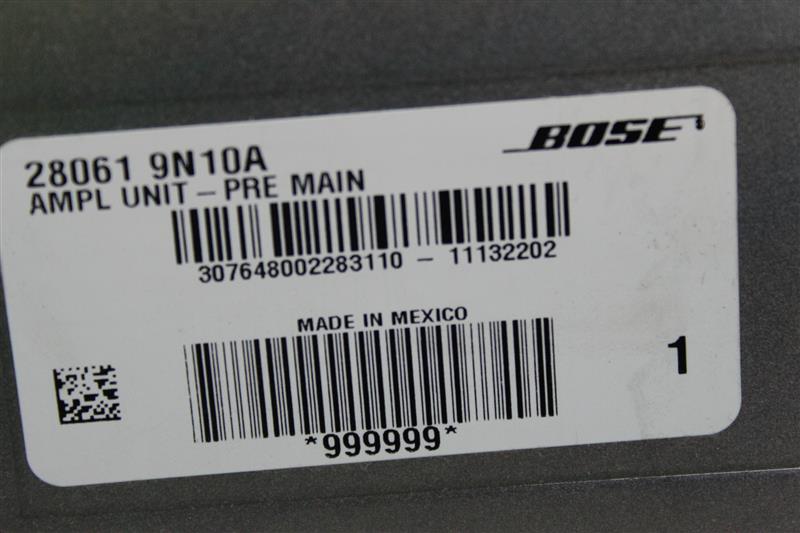 BOSE
28061 9N10A
AMPL UNIT – PRE MAIN
307648002283110 – 11132202
MADE IN MEXICO
1
*999999*